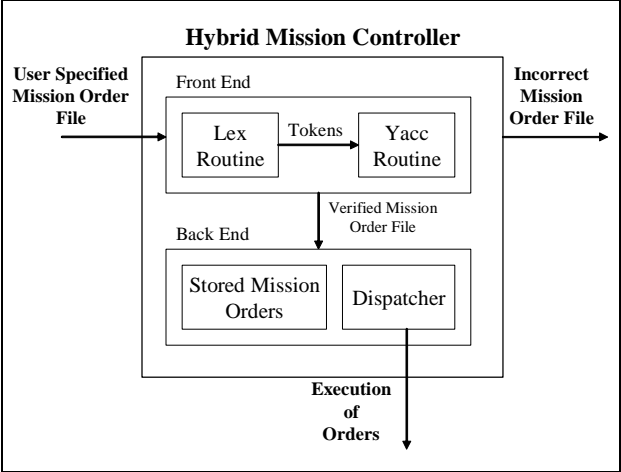 Hybrid Mission Controller
User Specified
Mission Order
File
Incorrect
Mission
Order File
Front End
Lex
Routine
Tokens
Yacc
Routine
Verified Mission
Order File
Back End
Stored Mission
Orders
Dispatcher
Execution
of
Orders